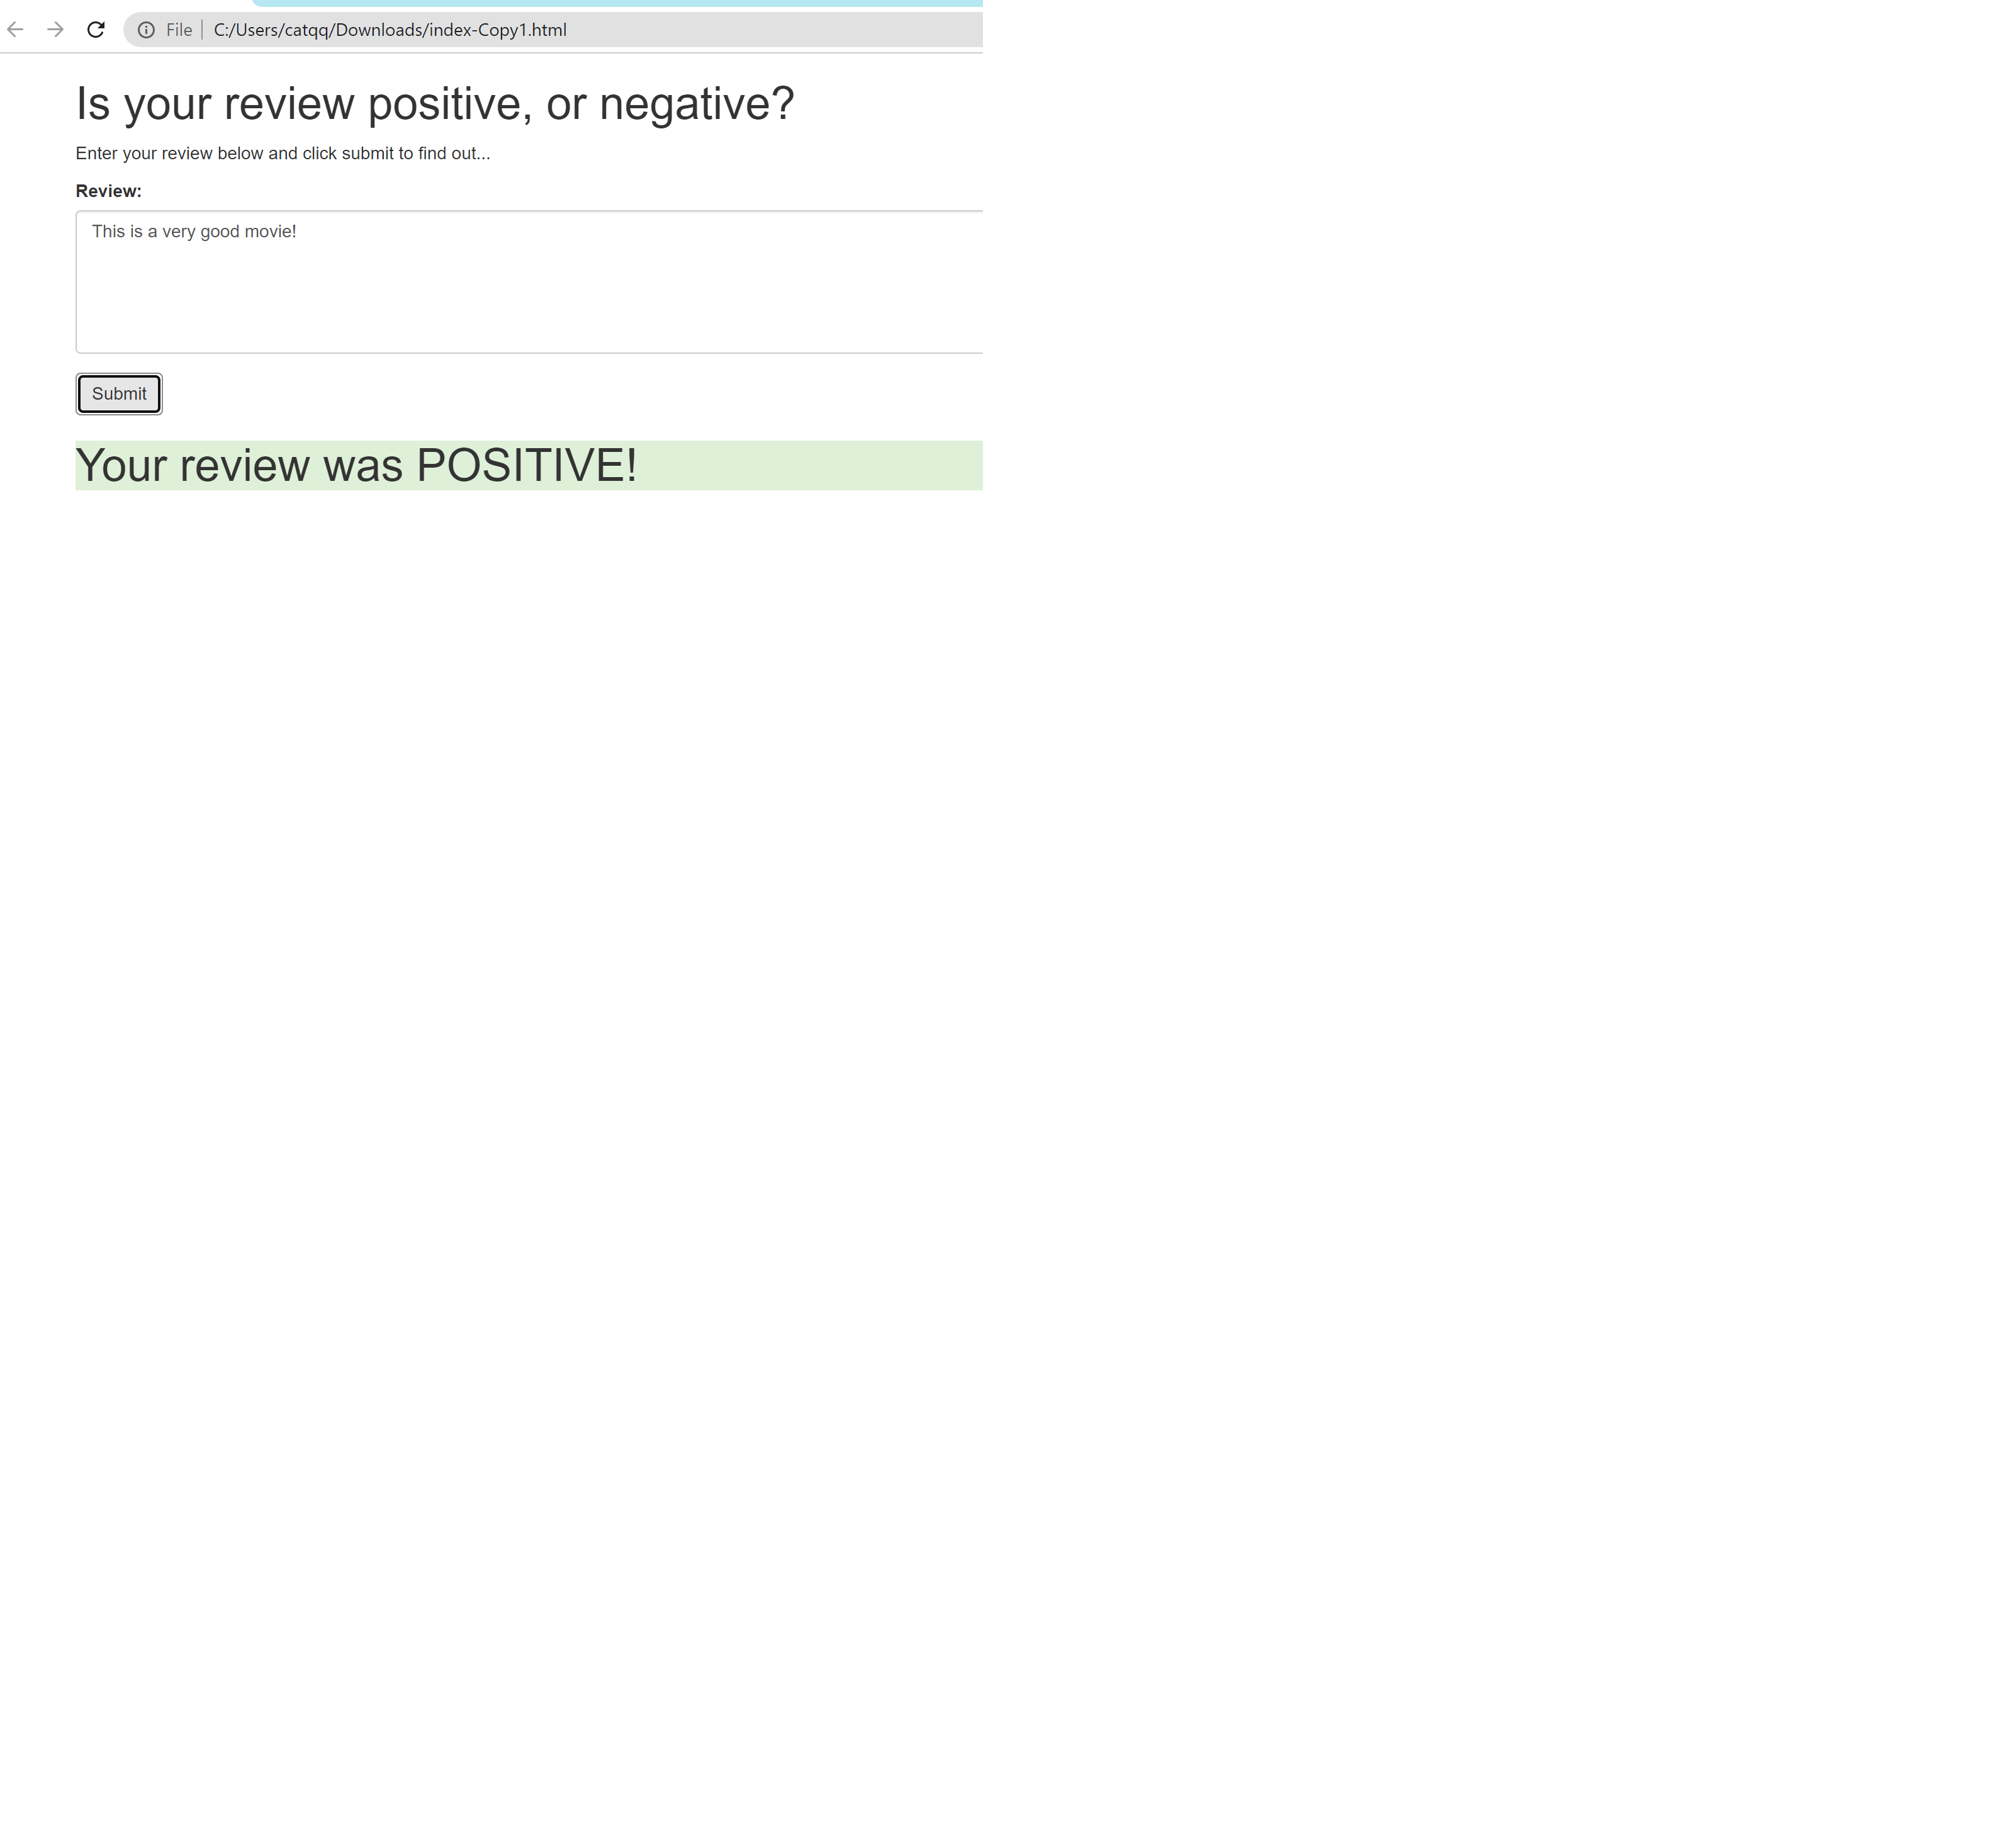 File C:/Users/catqq/Downloads/index-Copy1.html
Is your review positive, or negative?
Enter your review below and click submit to find out...
Review:
This is a very good movie!
Submit
Your review was POSITIVE!